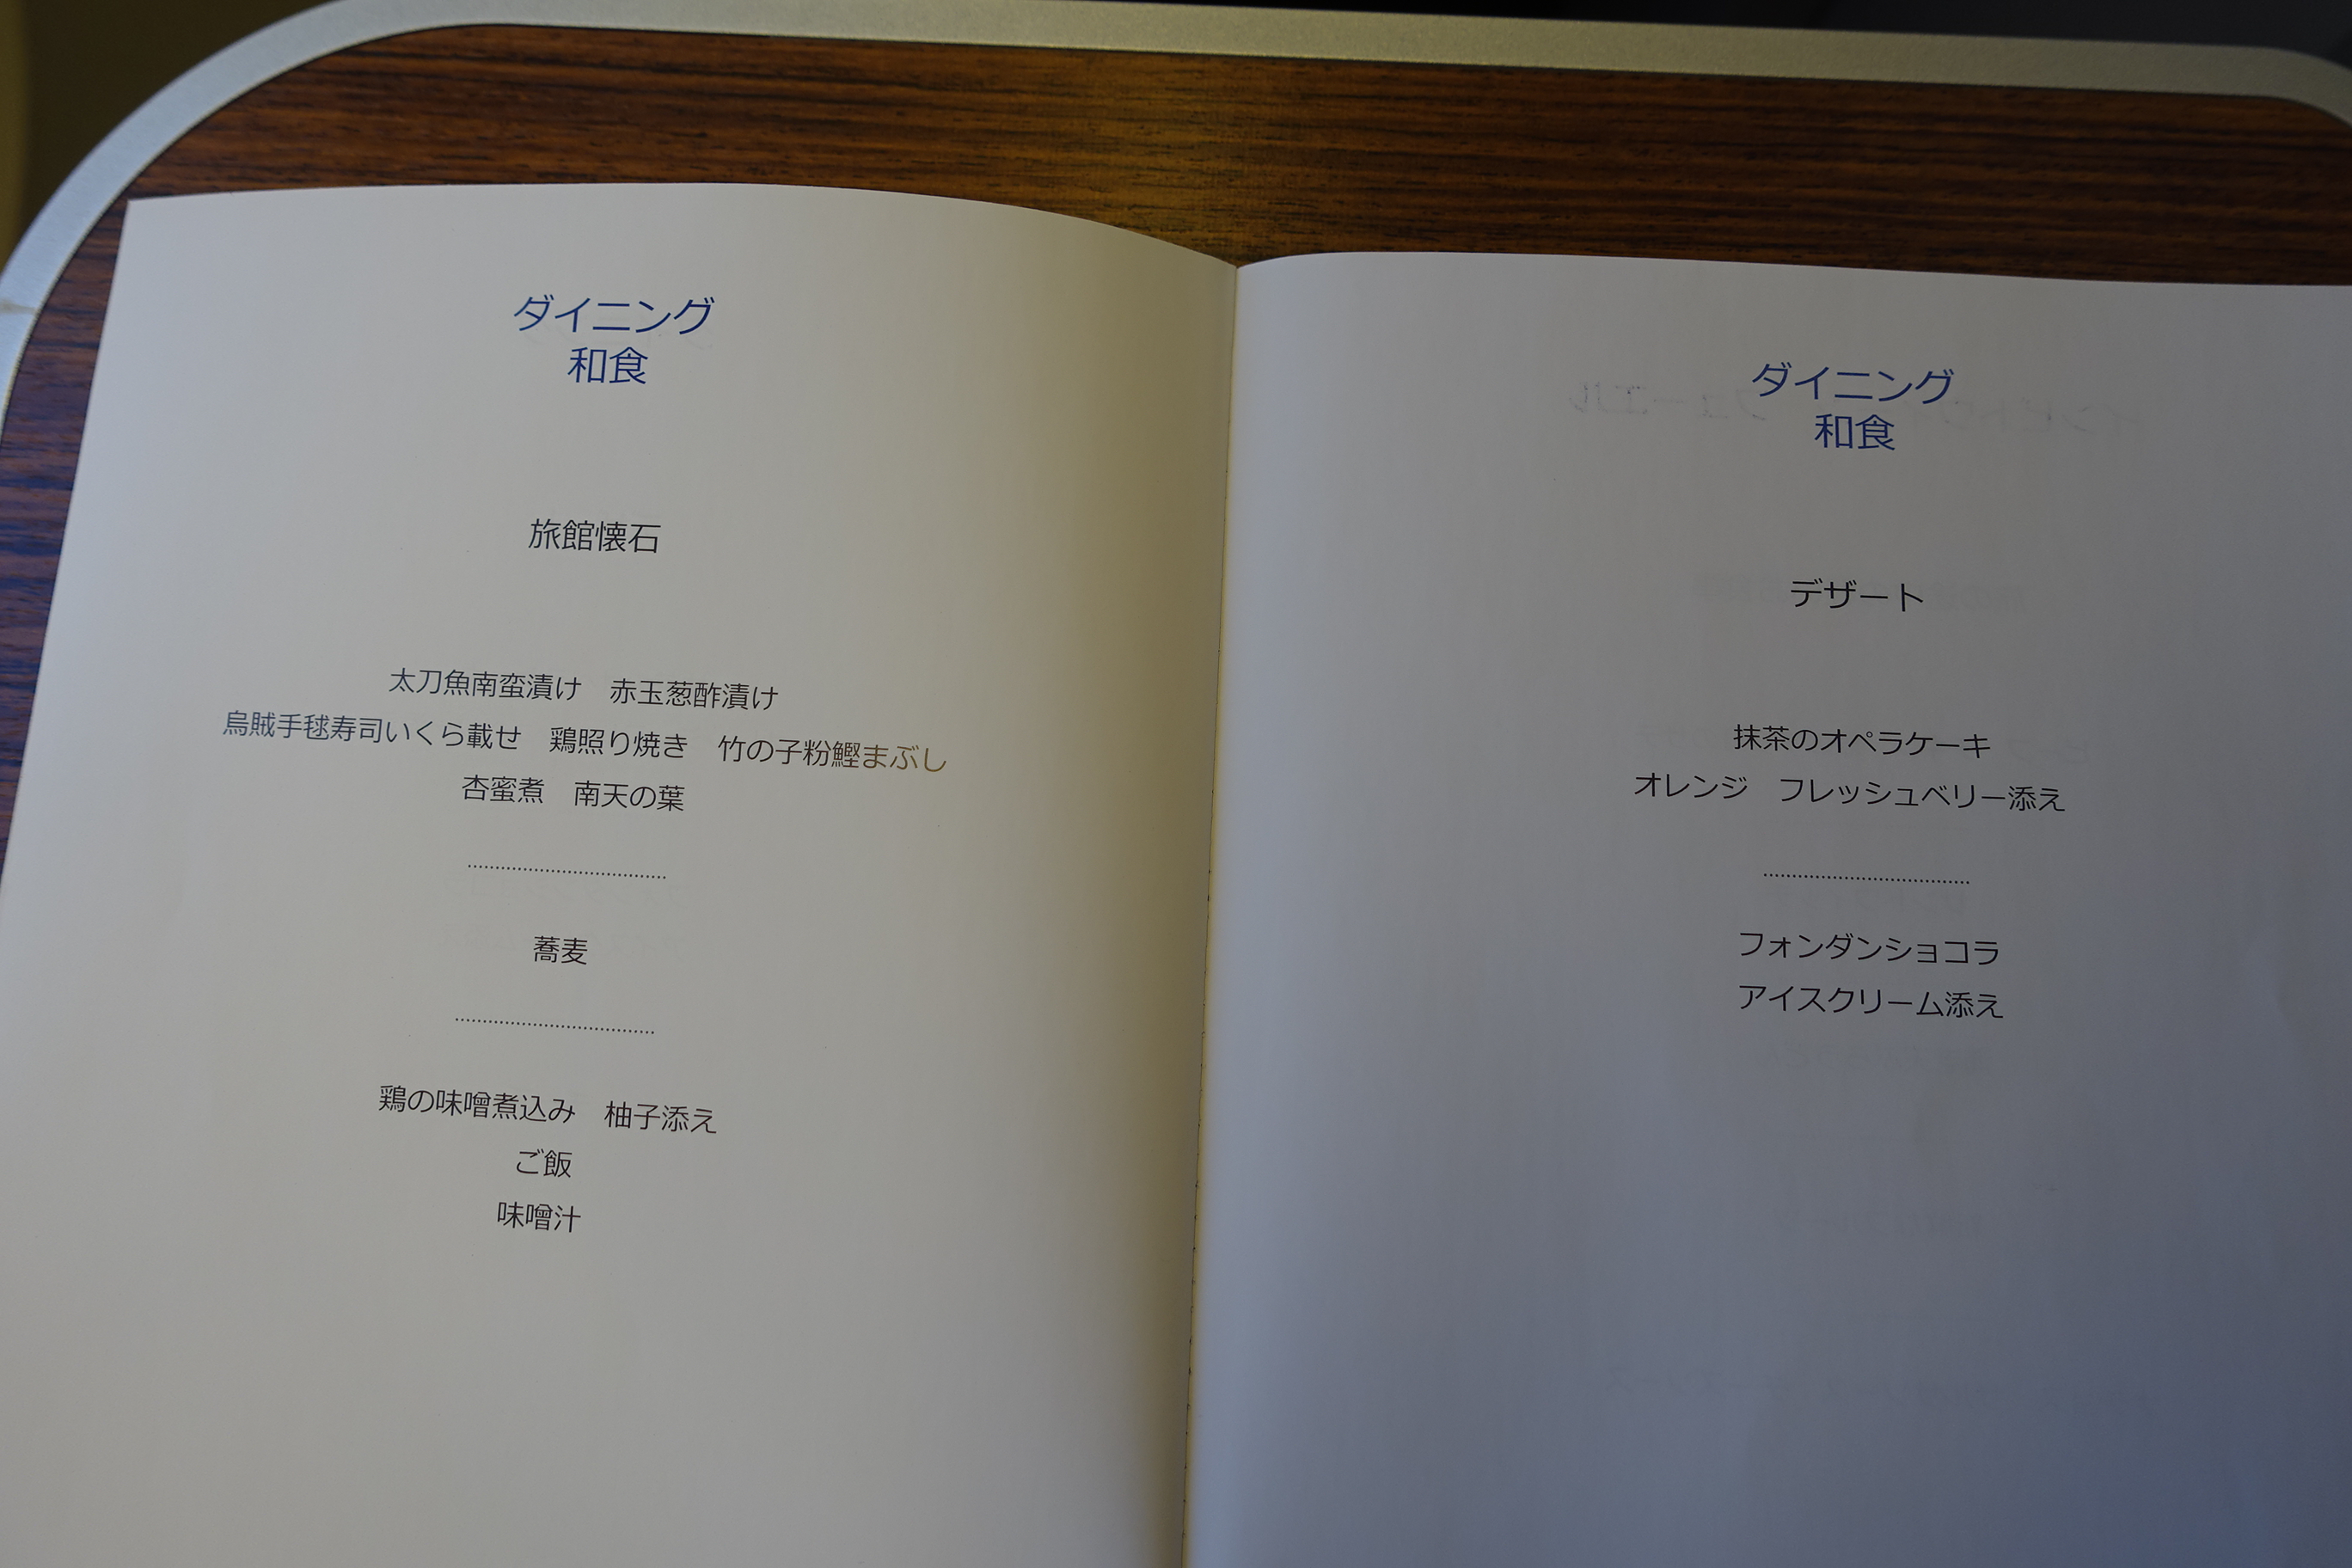 ダイニング
和食
旅館懐石
太刀魚南蛮漬け　赤玉葱酢漬け
烏賊手毬寿司いくら載せ　鶏照り焼き　竹の子粉鰹まぶし
杏蜜煮　南天の葉
蕎麦
鶏の味噌煮込み　柚子添え
ご飯
味噌汁
ダイニング
和食
デザート
抹茶のオペラケーキ
オレンジ　フレッシュベリー添え
フォンダンショコラ
アイスクリーム添え